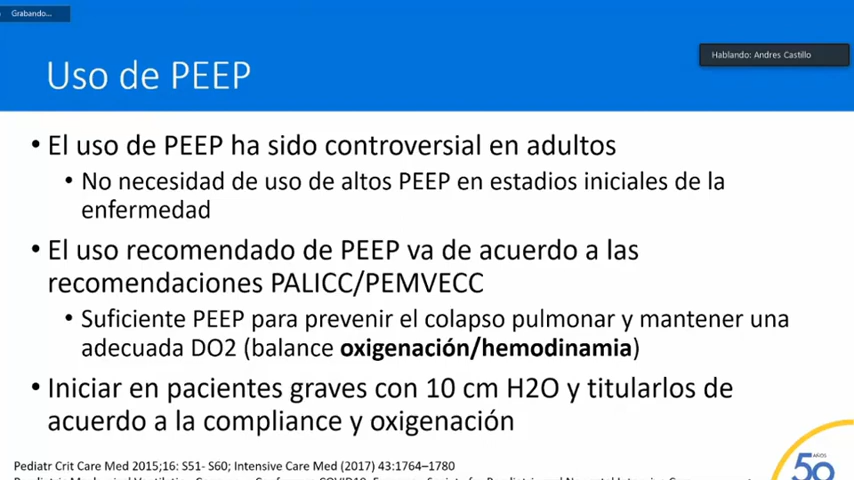 Grabando...
Hablando: Andres Castillo
Uso de PEEP
• El uso de PEEP ha sido controversial en adultos
• No necesidad de uso de altos PEEP en estadios iniciales de la
enfermedad
• El uso recomendado de PEEP va de acuerdo a las
recomendaciones PALICC/PEMVECC
• Suficiente PEEP para prevenir el colapso pulmonar y mantener una
adecuada DO2 (balance oxigenación/hemodinamia)
• Iniciar en pacientes graves con 10 cm H2O y titularlos de
acuerdo a la compliance y oxigenación
Pediatr Crit Care Med 2015;16: S51- S60; Intensive Care Med (2017) 43:1764–1780
AÑOS
50